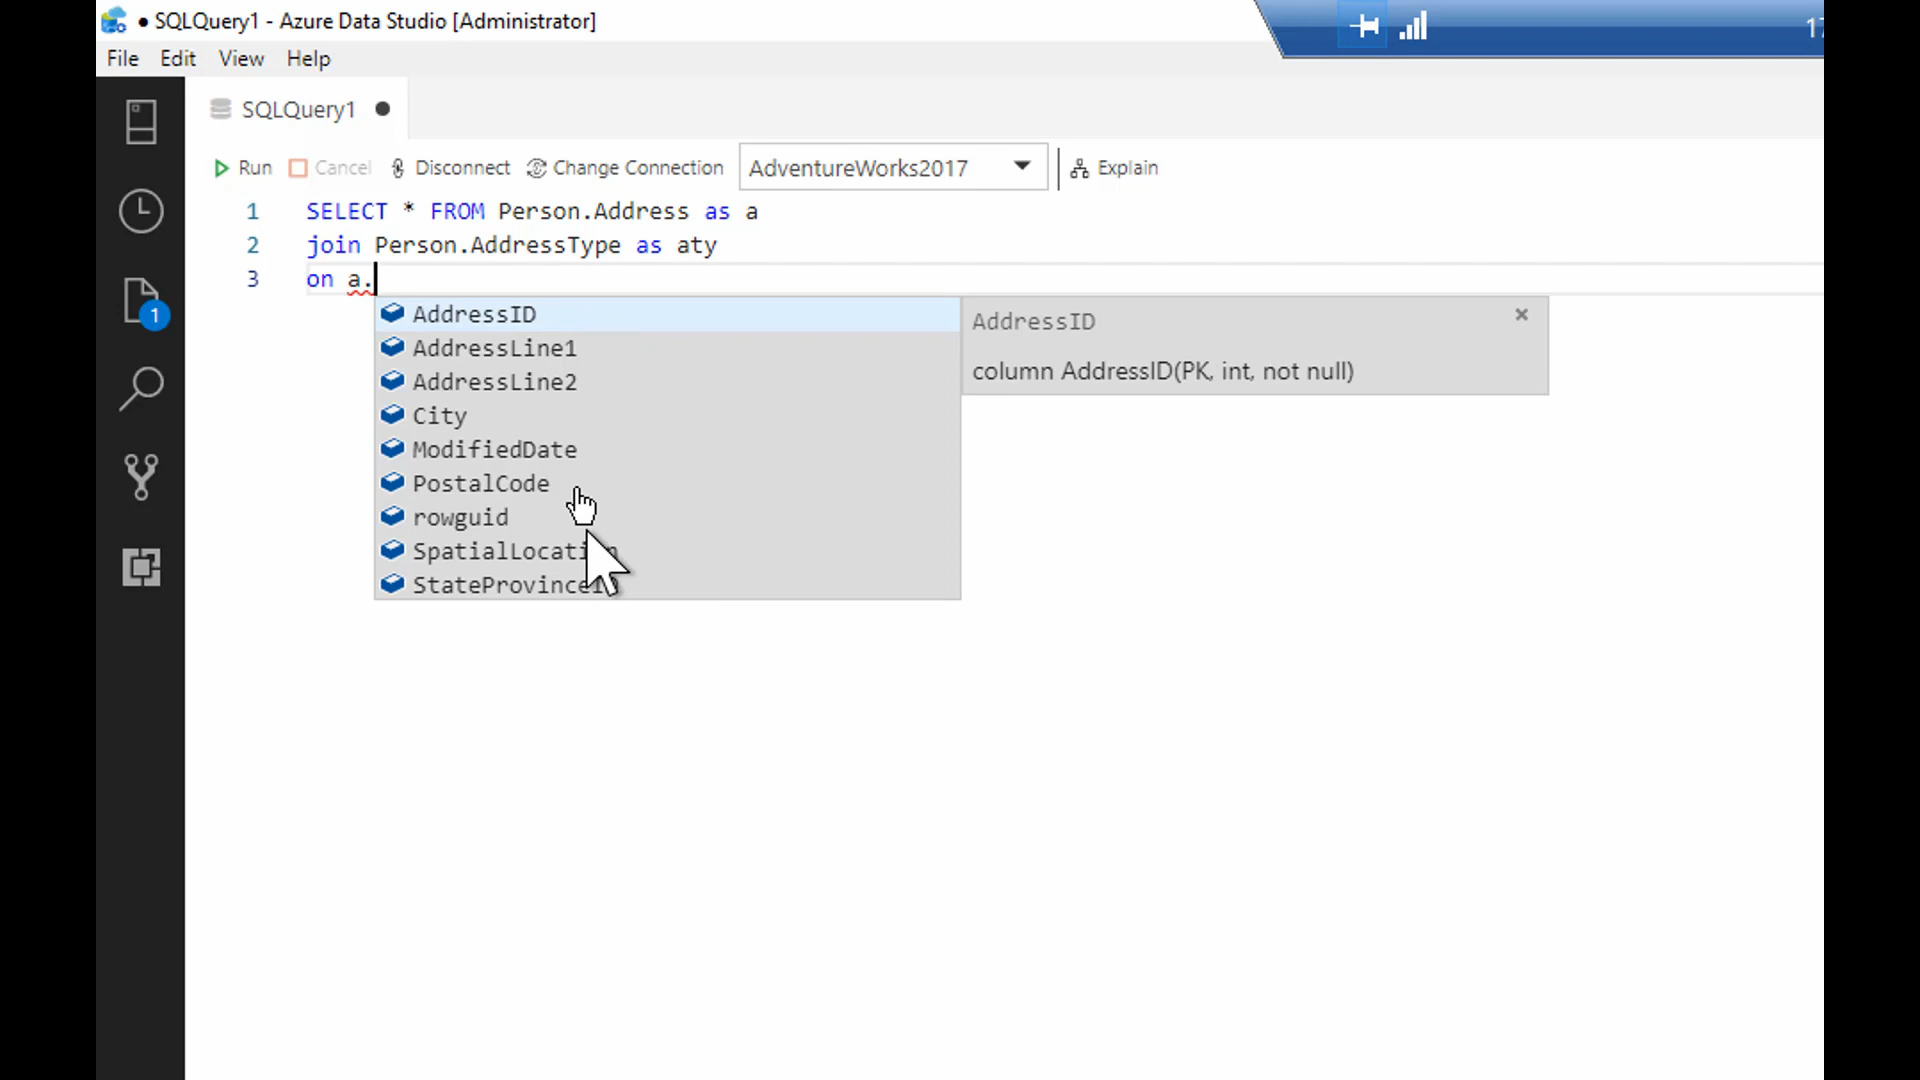 • SQLQuery1 - Azure Data Studio [Administrator]
File Edit View Help
SQLQuery1 ●
Run Cancel Disconnect Change Connection AdventureWorks2017 Explain
1 SELECT * FROM Person.Address as a
2 join Person.AddressType as aty
3 on a.
AddressID
AddressLine1
AddressLine2
City
ModifiedDate
PostalCode
rowguid
SpatialLocation
StateProvinceID
AddressID
column AddressID(PK, int, not null)
1